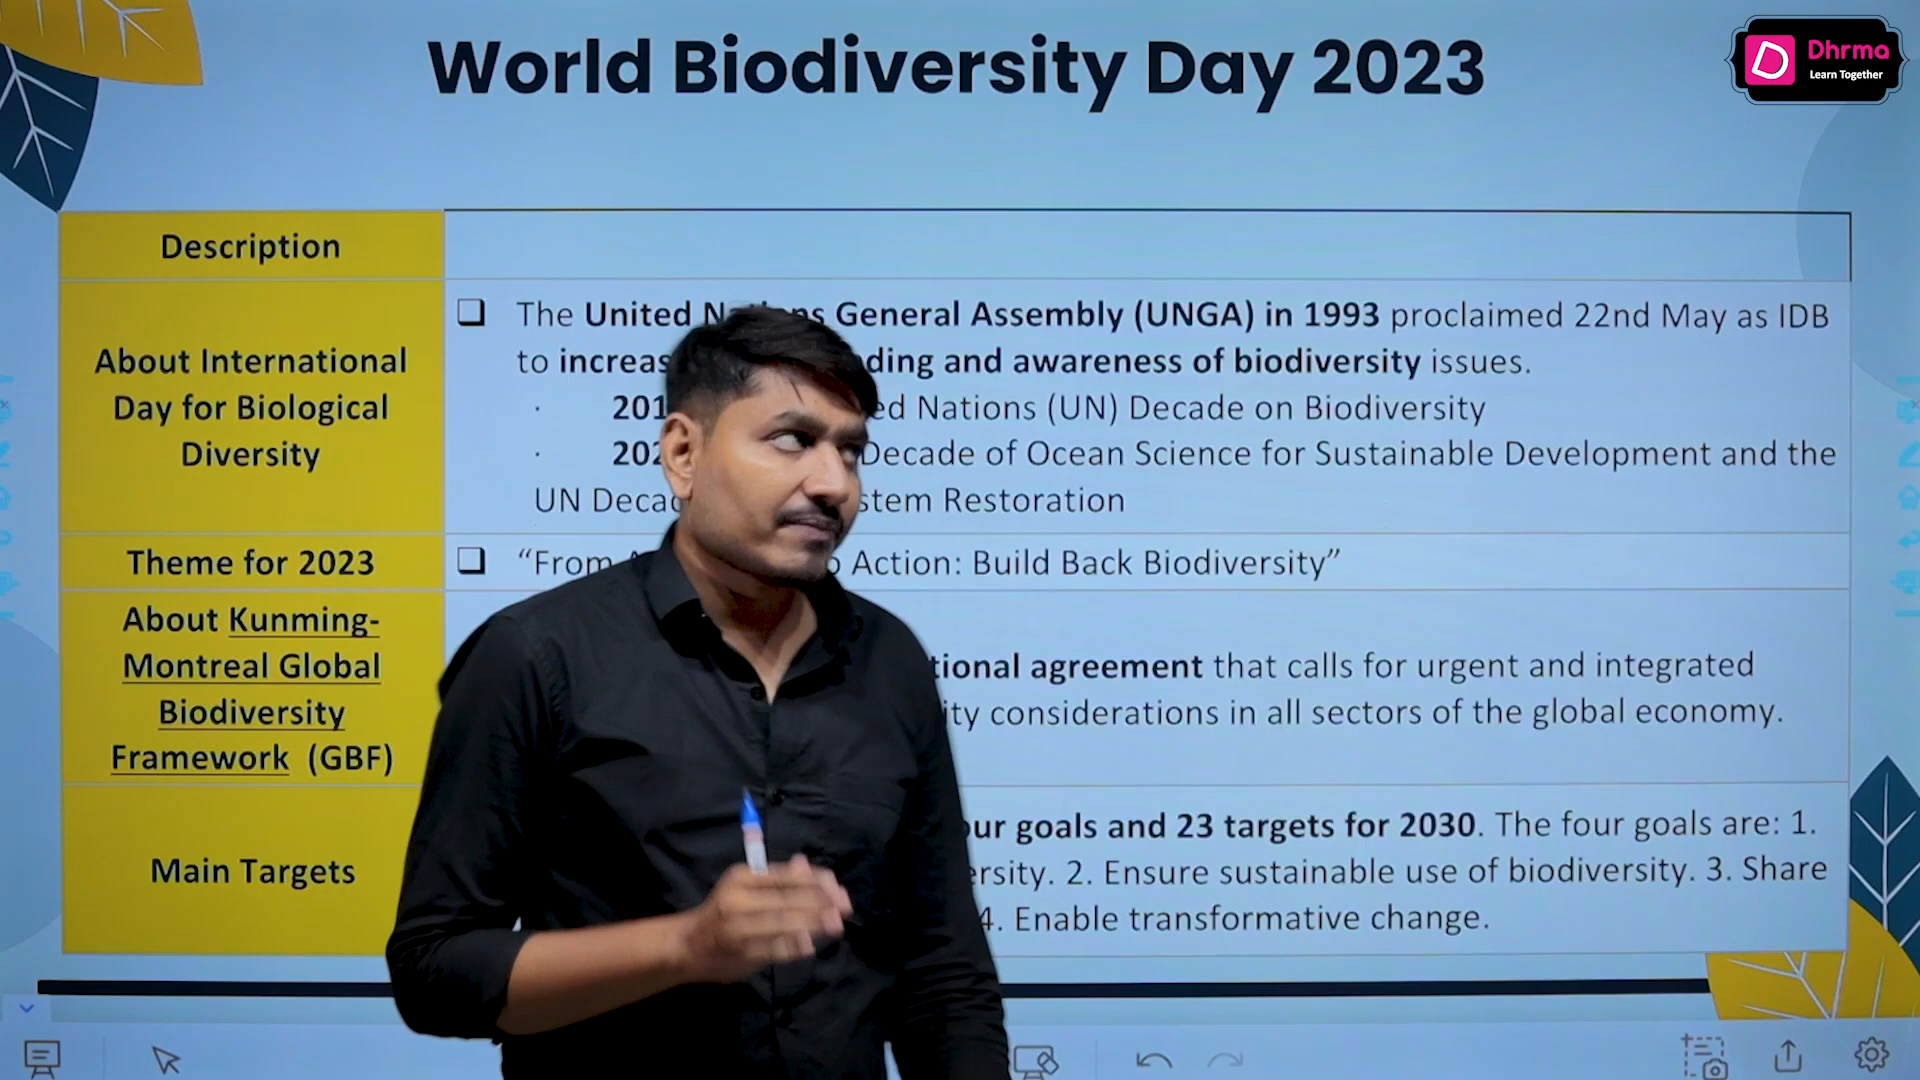 World Biodiversity Day 2023
Dhrma
Learn Together
Description
About International
Day for Biological
Diversity
❑ The United Nations General Assembly (UNGA) in 1993 proclaimed 22nd May as IDB
to increas ding and awareness of biodiversity issues.
· 201 ed Nations (UN) Decade on Biodiversity
· 202 Decade of Ocean Science for Sustainable Development and the
UN Decad stem Restoration
Theme for 2023
❑ “From Action: Build Back Biodiversity”
About Kunming-
Montreal Global
Biodiversity
Framework (GBF)
tional agreement that calls for urgent and integrated
ity considerations in all sectors of the global economy.
Main Targets
our goals and 23 targets for 2030. The four goals are: 1.
ersity. 2. Ensure sustainable use of biodiversity. 3. Share
4. Enable transformative change.